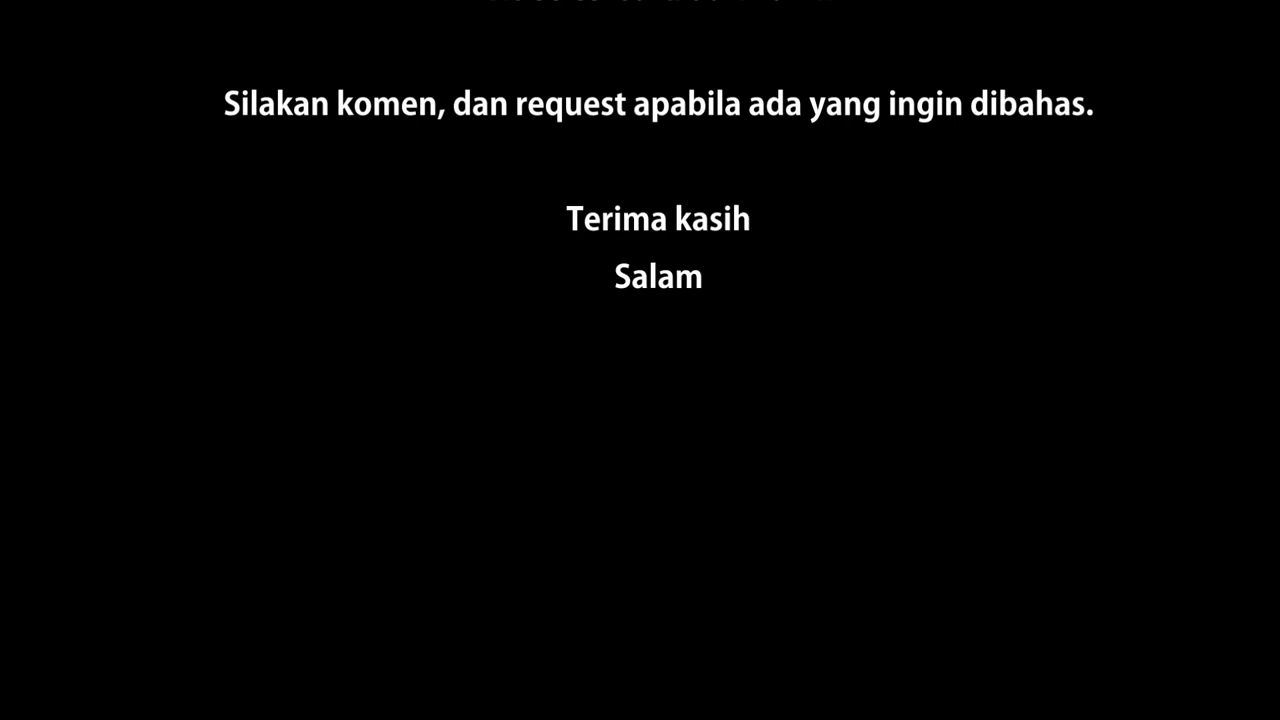 Silakan komen, dan request apabila ada yang ingin dibahas.
Terima kasih
Salam